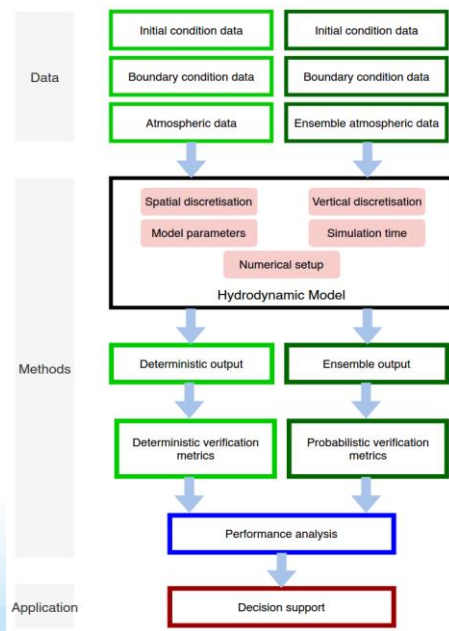 Data
Initial condition data
Initial condition data
Boundary condition data
Boundary condition data
Atmospheric data
Ensemble atmospheric data
Methods
Spatial discretisation
Vertical discretisation
Model parameters
Simulation time
Numerical setup
Hydrodynamic Model
Deterministic output
Ensemble output
Deterministic verification
metrics
Probabilistic verification
metrics
Performance analysis
Application
Decision support